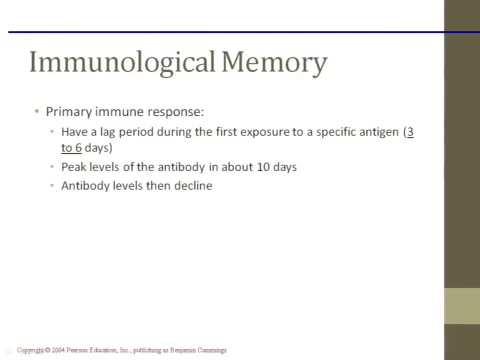 Immunological Memory
• Primary immune response:
• Have a lag period during the first exposure to a specific antigen (3
to 6 days)
• Peak levels of the antibody in about 10 days
• Antibody levels then decline
Copyright © 2004 Pearson Education, Inc., publishing as Benjamin Cummings